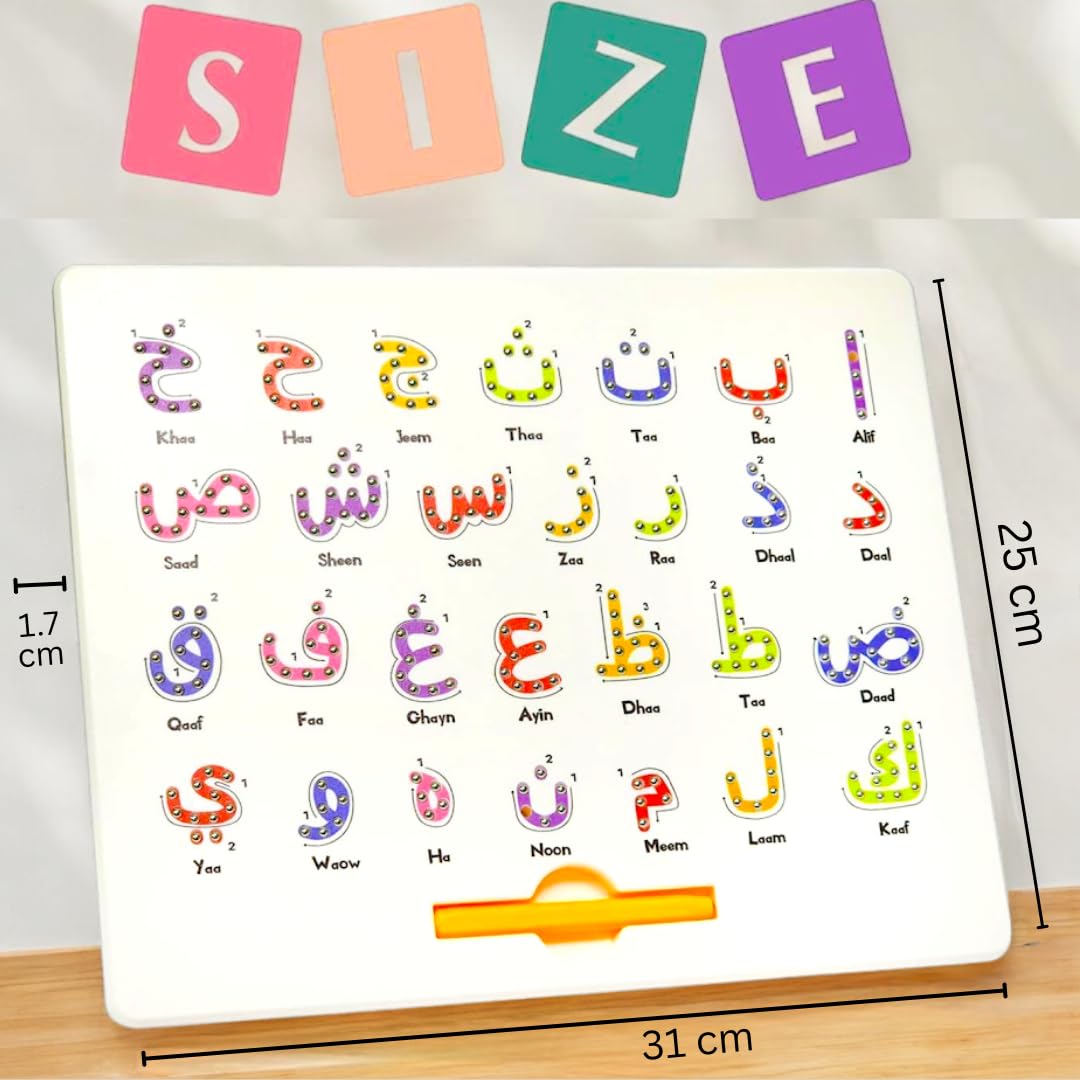 SIZE
ا ب ت ث ج ح خ
Khaa Haa Jeem Thaa Taa Baa Alif
د ذ ر ز س ش ص
Saad Sheen Seen Zaa Raa Dhaal Daal
ض ط ظ ع غ ف ق
Qaaf Faa Ghayn Ayin Dhaa Taa Daad
ك ل م ن ه و ي
Yaa Waow Ha Noon Meem Laam Kaaf
1.7
cm
25 cm
31 cm